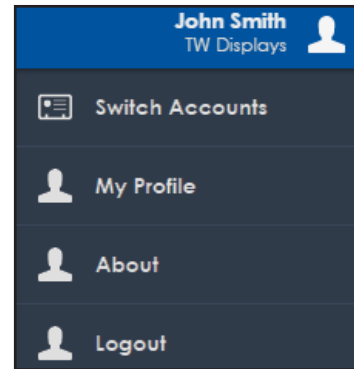 John Smith
TW Displays
Switch Accounts
My Profile
About
Logout